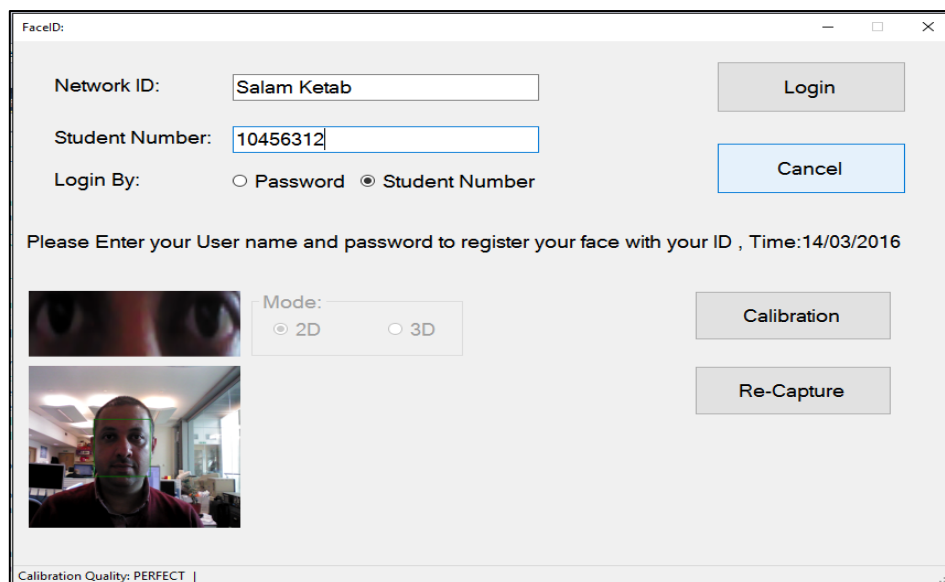 FaceID:
Network ID: Salam Ketab Login
Student Number: 10456312
Login By: Password Student Number Cancel
Please Enter your User name and password to register your face with your ID , Time:14/03/2016
Mode:
2D 3D Calibration
Re-Capture
Calibration Quality: PERFECT |